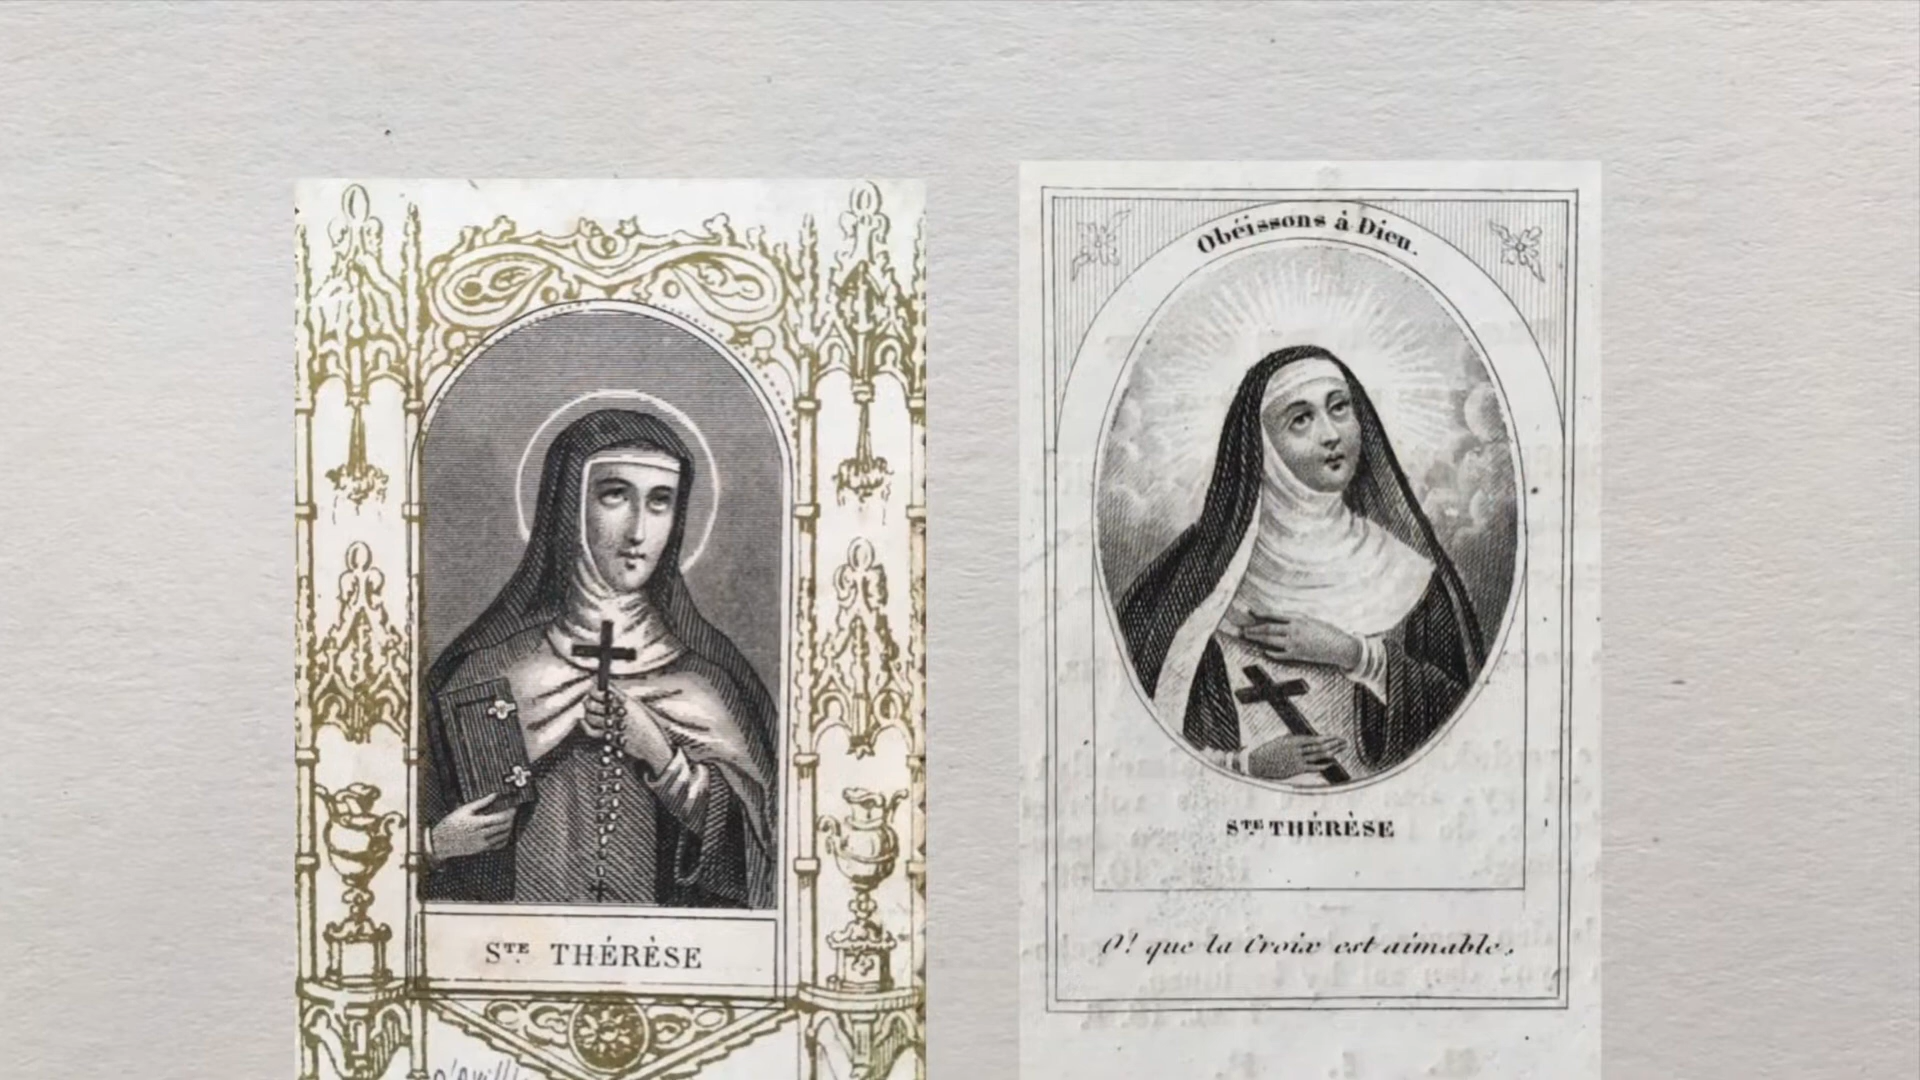 STE THÉRÈSE
Obéissons à Dieu.
STE THÉRÈSE
O! que la Croix est aimable.